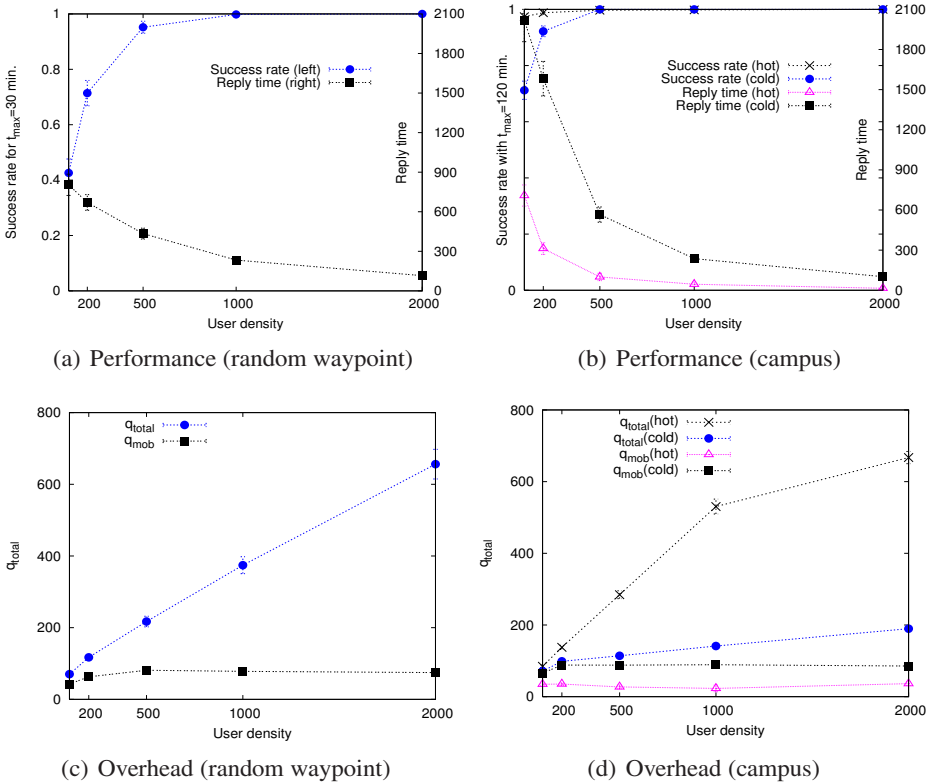 1
0.8
0.6
0.4
0.2
0
Success rate for t_max=30 min.
2100
1800
1500
1200
900
600
300
0
Reply time
Success rate (left)
Reply time (right)
200 500 1000 2000
User density
(a) Performance (random waypoint)
1
0
Success rate with t_max=120 min.
2100
1800
1500
1200
900
600
300
0
Reply time
Success rate (hot)
Success rate (cold)
Reply time (hot)
Reply time (cold)
200 500 1000 2000
User density
(b) Performance (campus)
800
600
400
200
0
q_total
q_total
q_mob
200 500 1000 2000
User density
(c) Overhead (random waypoint)
800
600
400
200
0
q_total
q_total(hot)
q_total(cold)
q_mob(hot)
q_mob(cold)
200 500 1000 2000
User density
(d) Overhead (campus)